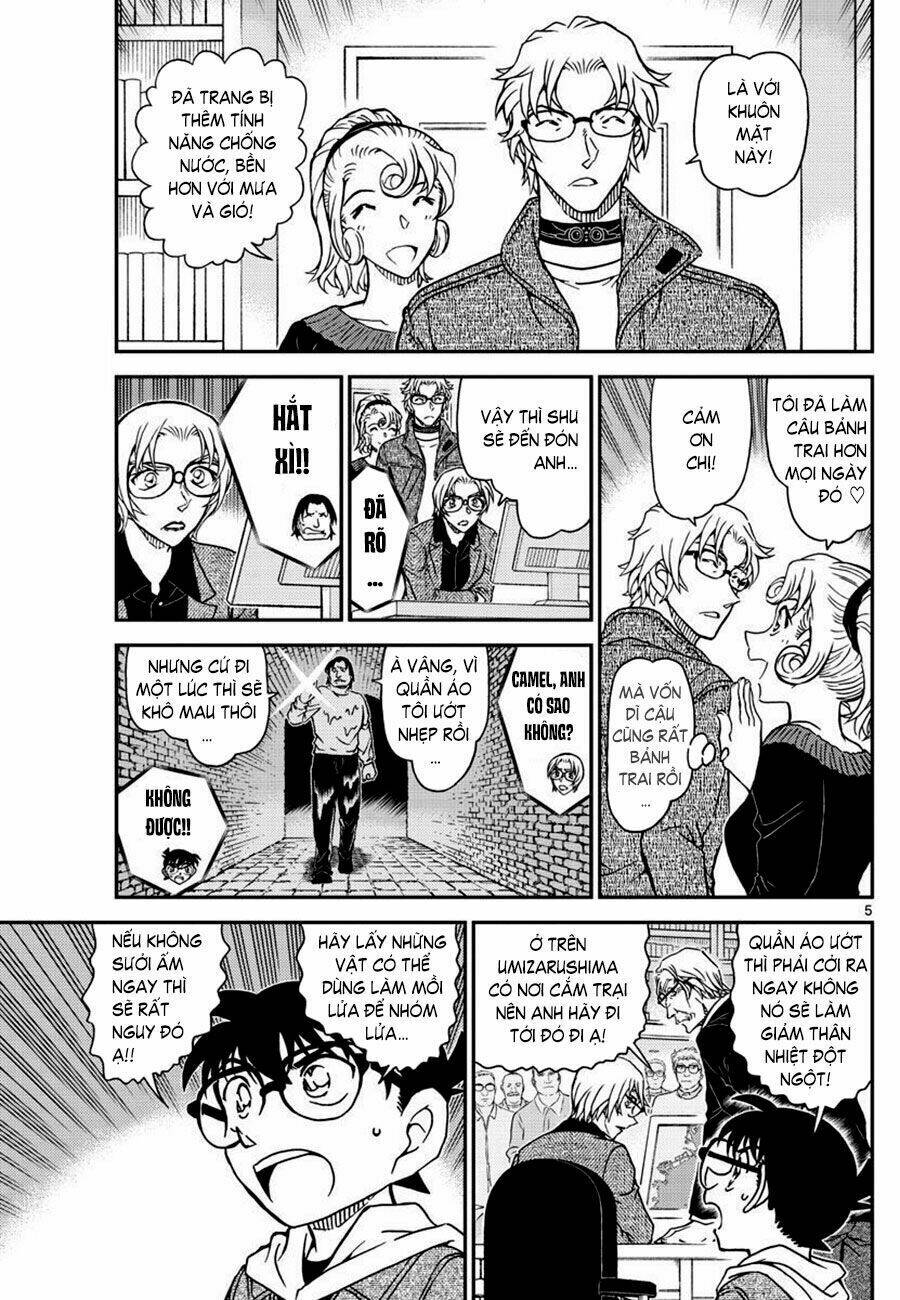 LÀ VỚI
KHUÔN
MẶT
NÀY!
ĐÃ TRANG BỊ
THÊM TÍNH
NĂNG CHỐNG
NƯỚC, BỀN
HƠN VỚI MƯA
VÀ GIÓ!
TÔI ĐÃ LÀM
CẬU BẢNH
TRAI HƠN
MỌI NGÀY
ĐÓ ♡
CẢM
ƠN
CHỊ!
MÀ VỐN
DĨ CẬU
CŨNG RẤT
BẢNH
TRAI RỒI
...
VẬY THÌ SHU
SẼ ĐẾN ĐÓN
ANH...
ĐÃ
RÕ
...
HẮT
XÌ!!
CAMEL, ANH
CÓ SAO
KHÔNG?
À VÂNG, VÌ
QUẦN ÁO
TÔI ƯỚT
NHẸP RỒI
NHƯNG CỨ ĐI
MỘT LÚC THÌ SẼ
KHÔ MAU THÔI
...
KHÔNG
ĐƯỢC!!
5
QUẦN ÁO ƯỚT
THÌ PHẢI CỞI RA
NGAY KHÔNG
NÓ SẼ LÀM
GIẢM THÂN
NHIỆT ĐỘT
NGỘT!
Ở TRÊN
UMIZARUSHIMA
CÓ NƠI CẮM TRẠI
NÊN ANH HÃY ĐI
TỚI ĐÓ ĐI Ạ!
HÃY LẤY NHỮNG
VẬT CÓ THỂ
DÙNG LÀM MỒI
LỬA ĐỂ NHÓM
LỬA...
NẾU KHÔNG
SƯỞI ẤM
NGAY THÌ
SẼ RẤT
NGUY ĐÓ
Ạ!!